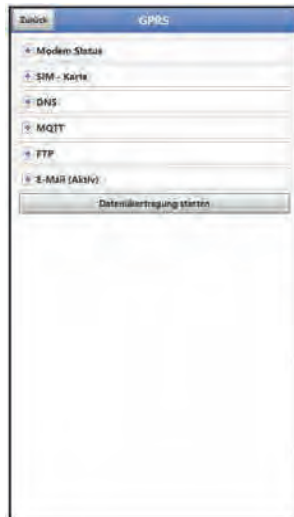 Zurück GPRS
+ Modem Status
+ SIM - Karte
+ DNS
+ MQTT
+ FTP
+ E-Mail (Aktiv)
Datenübertragung starten